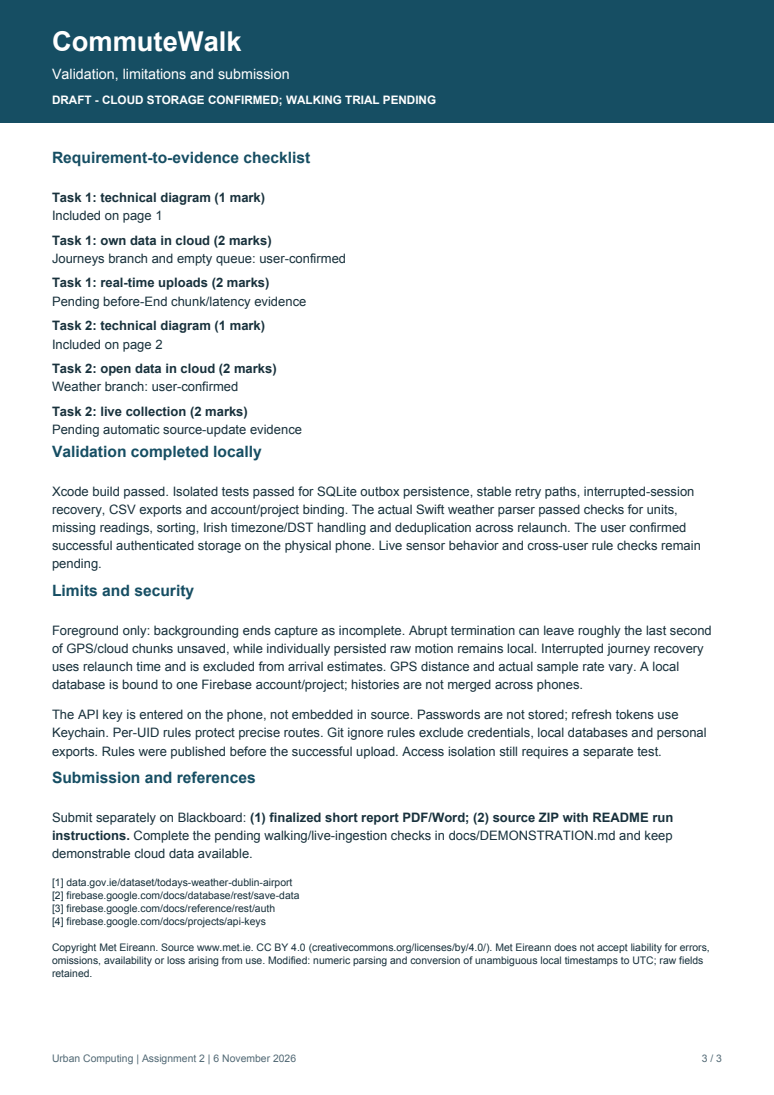 CommuteWalk
Validation, limitations and submission
DRAFT - CLOUD STORAGE CONFIRMED; WALKING TRIAL PENDING
Requirement-to-evidence checklist
Task 1: technical diagram (1 mark)
Included on page 1
Task 1: own data in cloud (2 marks)
Journeys branch and empty queue: user-confirmed
Task 1: real-time uploads (2 marks)
Pending before-End chunk/latency evidence
Task 2: technical diagram (1 mark)
Included on page 2
Task 2: open data in cloud (2 marks)
Weather branch: user-confirmed
Task 2: live collection (2 marks)
Pending automatic source-update evidence
Validation completed locally
Xcode build passed. Isolated tests passed for SQLite outbox persistence, stable retry paths, interrupted-session
recovery, CSV exports and account/project binding. The actual Swift weather parser passed checks for units,
missing readings, sorting, Irish timezone/DST handling and deduplication across relaunch. The user confirmed
successful authenticated storage on the physical phone. Live sensor behavior and cross-user rule checks remain
pending.
Limits and security
Foreground only: backgrounding ends capture as incomplete. Abrupt termination can leave roughly the last second
of GPS/cloud chunks unsaved, while individually persisted raw motion remains local. Interrupted journey recovery
uses relaunch time and is excluded from arrival estimates. GPS distance and actual sample rate vary. A local
database is bound to one Firebase account/project; histories are not merged across phones.
The API key is entered on the phone, not embedded in source. Passwords are not stored; refresh tokens use
Keychain. Per-UID rules protect precise routes. Git ignore rules exclude credentials, local databases and personal
exports. Rules were published before the successful upload. Access isolation still requires a separate test.
Submission and references
Submit separately on Blackboard: (1) finalized short report PDF/Word; (2) source ZIP with README run
instructions. Complete the pending walking/live-ingestion checks in docs/DEMONSTRATION.md and keep
demonstrable cloud data available.
[1] data.gov.ie/dataset/todays-weather-dublin-airport
[2] firebase.google.com/docs/database/rest/save-data
[3] firebase.google.com/docs/reference/rest/auth
[4] firebase.google.com/docs/projects/api-keys
Copyright Met Eireann. Source www.met.ie. CC BY 4.0 (creativecommons.org/licenses/by/4.0/). Met Eireann does not accept liability for errors,
omissions, availability or loss arising from use. Modified: numeric parsing and conversion of unambiguous local timestamps to UTC; raw fields
retained.
Urban Computing | Assignment 2 | 6 November 2026
3 / 3